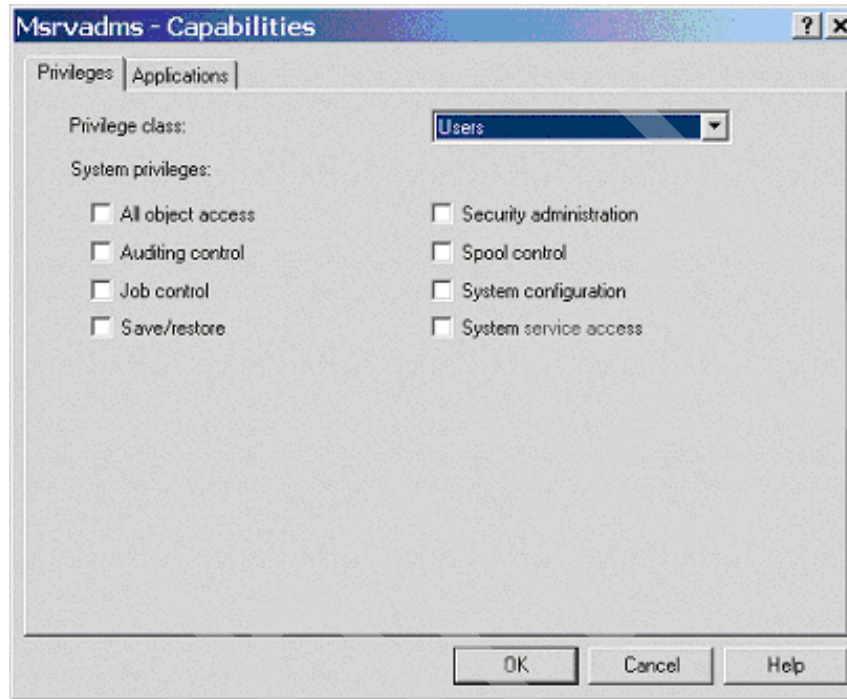 Msrvadms - Capabilities
Privileges Applications
Privilege class: Users
System privileges:
All object access Security administration
Auditing control Spool control
Job control System configuration
Save/restore System service access
OK Cancel Help